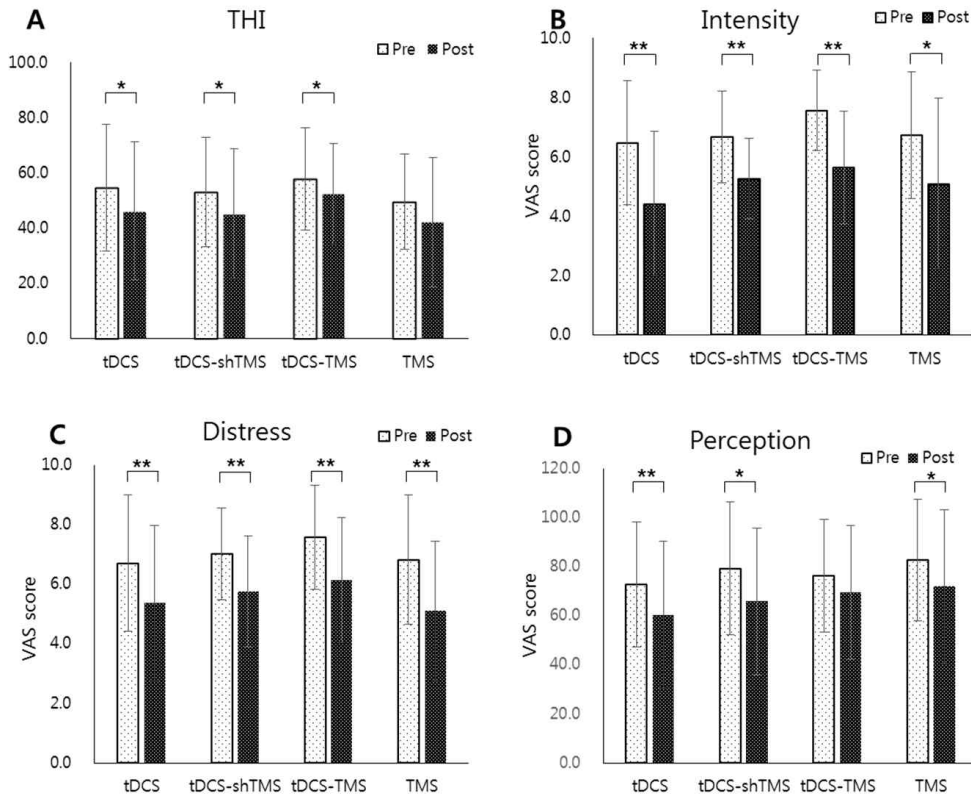 A
THI
Pre Post
100.0
80.0
60.0
40.0
20.0
0.0
* * *
tDCS tDCS-shTMS tDCS-TMS TMS
B
Intensity
Pre Post
VAS score
10.0
8.0
6.0
4.0
2.0
0.0
** ** ** *
tDCS tDCS-shTMS tDCS-TMS TMS
C
Distress
Pre Post
VAS score
10.0
8.0
6.0
4.0
2.0
0.0
** ** ** **
tDCS tDCS-shTMS tDCS-TMS TMS
D
Perception
Pre Post
VAS score
120.0
100.0
80.0
60.0
40.0
20.0
0.0
** * *
tDCS tDCS-shTMS tDCS-TMS TMS